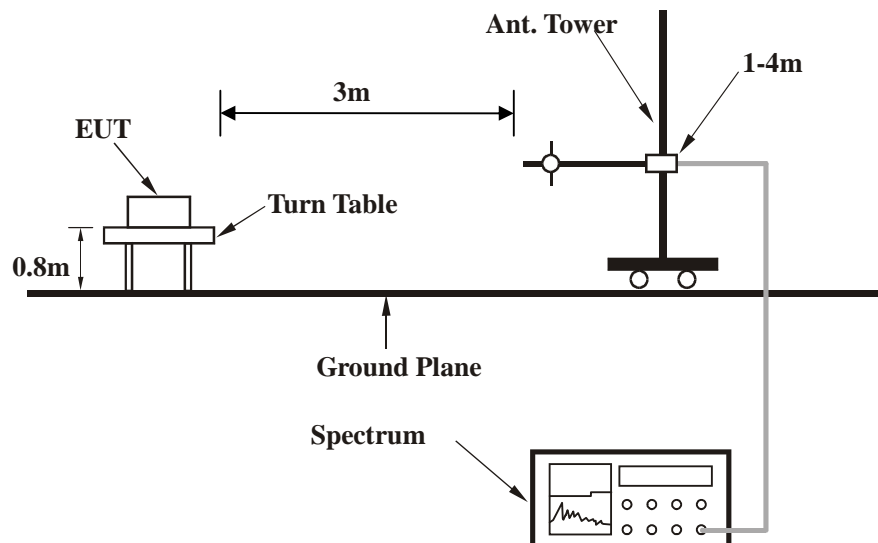 Ant. Tower
1-4m
3m
EUT
Turn Table
0.8m
Ground Plane
Spectrum